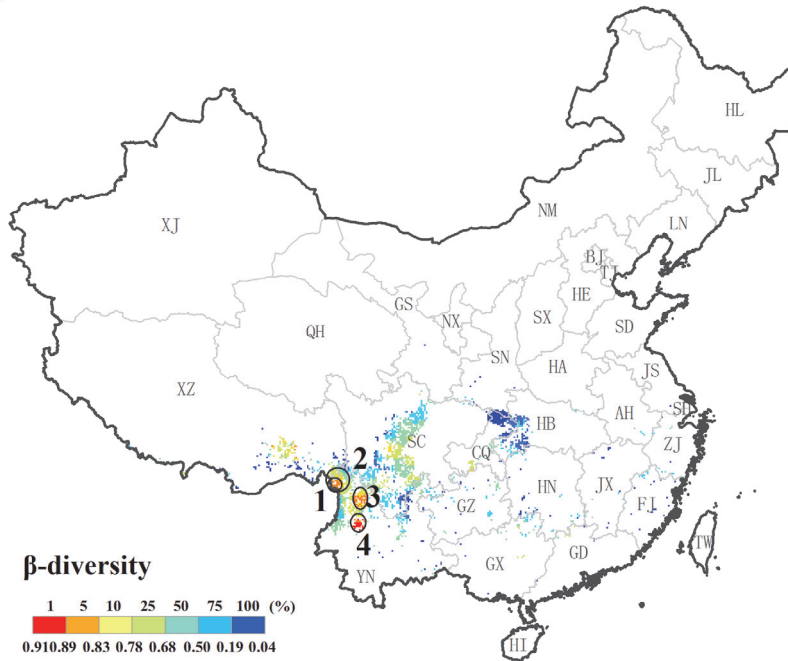 HL
JL
NM
LN
XJ
BJ
TJ
HE
GS
NX
SX
SD
QH
SN
HA
JS
XZ
AH
SH
HB
SC
CQ
ZJ
2
1
3
HN
JX
GZ
FJ
4
TW
GD
GX
YN
HI
β-diversity
1 5 10 25 50 75 100 (%)
0.91 0.89 0.83 0.78 0.68 0.50 0.19 0.04